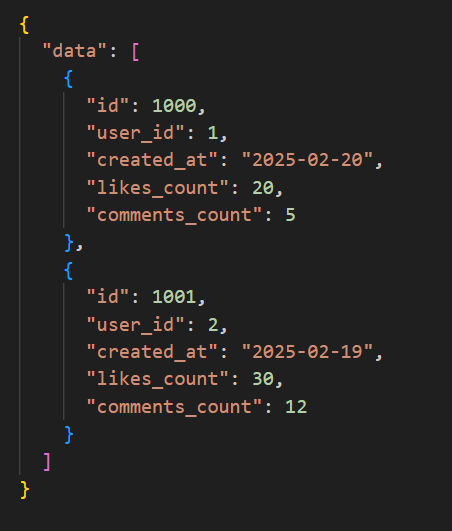 {
  "data": [
    {
      "id": 1000,
      "user_id": 1,
      "created_at": "2025-02-20",
      "likes_count": 20,
      "comments_count": 5
    },
    {
      "id": 1001,
      "user_id": 2,
      "created_at": "2025-02-19",
      "likes_count": 30,
      "comments_count": 12
    }
  ]
}